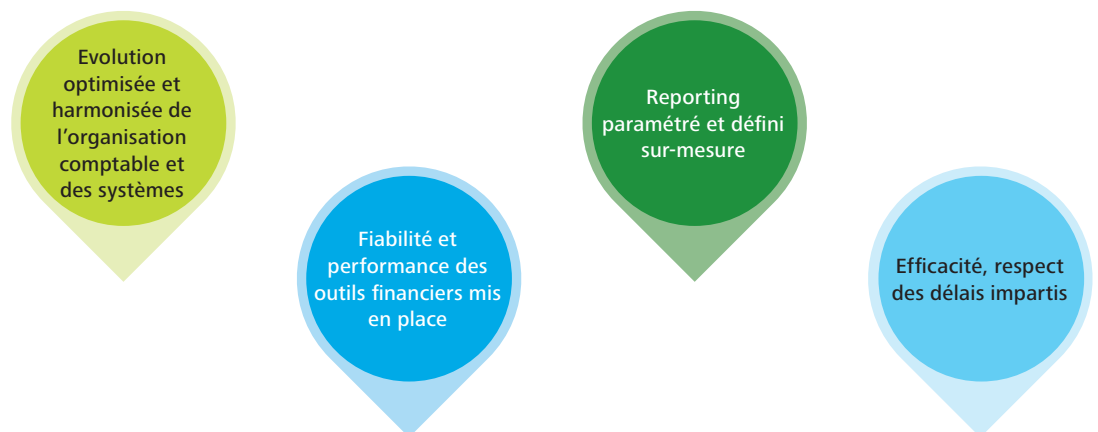 Evolution
optimisée et
harmonisée de
l’organisation
comptable et
des systèmes
Fiabilité et
performance des
outils financiers mis
en place
Reporting
paramétré et défini
sur-mesure
Efficacité, respect
des délais impartis